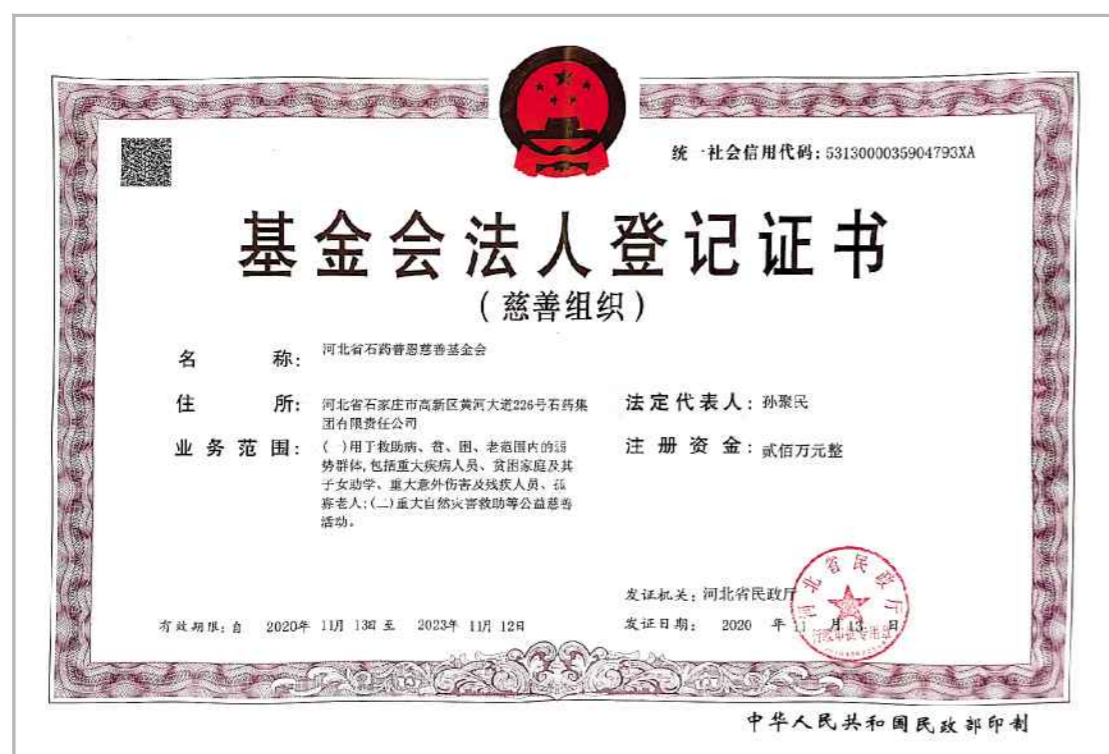 统一社会信用代码: 5313000035904793XA
基金会法人登记证书
(慈善组织)
名称: 河北省石药普恩慈善基金会
住所: 河北省石家庄市高新区黄河大道226号石药集
团有限责任公司
法定代表人: 孙聚民
业务范围: (一)用于救助病、贫、困、老范围内的弱
势群体,包括重大疾病人员、贫困家庭及其
子女助学、重大意外伤害及残疾人员、孤
寡老人;(二)重大自然灾害救助等公益慈善
活动。
注册资金: 贰佰万元整
发证机关: 河北省民政厅
有效期限: 自 2020年 11月 13日 至 2023年 11月 12日
发证日期: 2020 年 11 月 13 日
河北省民政厅
行政审批专用章
中华人民共和国民政部印制